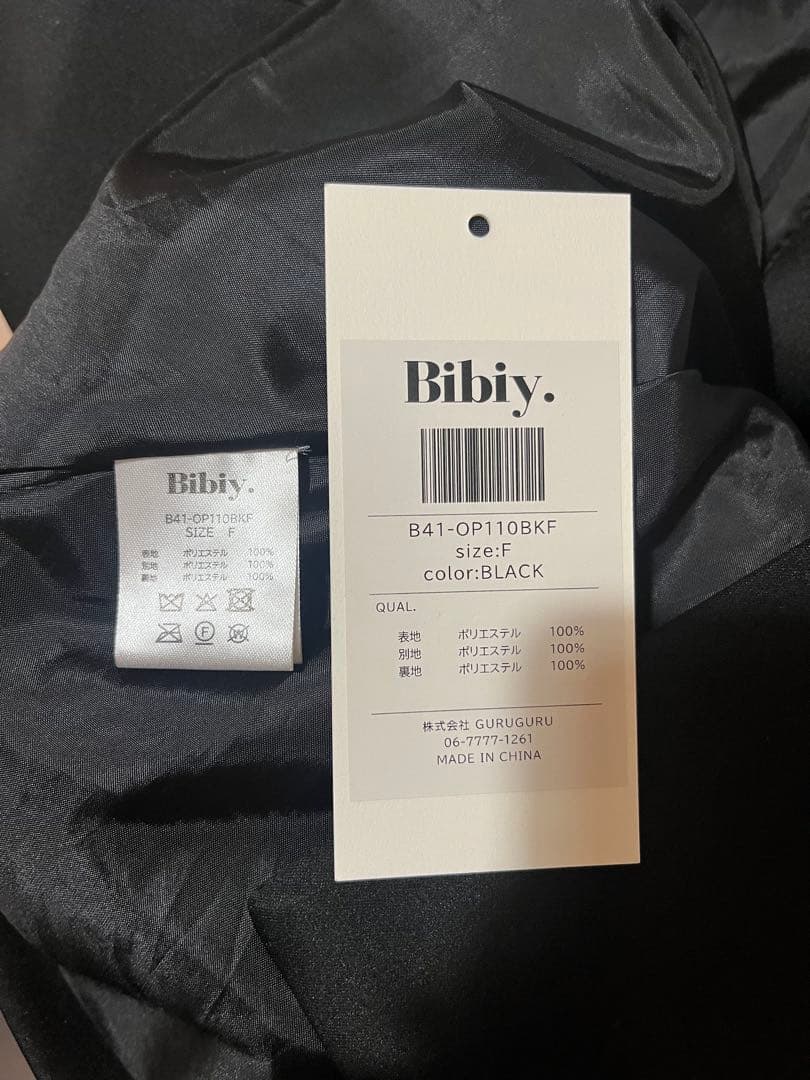 Bibiy.
B41-OP110BKF
SIZE F
表地 ポリエステル 100%
別地 ポリエステル 100%
裏地 ポリエステル 100%
F
W
Bibiy.
B41-OP110BKF
size:F
color:BLACK
QUAL.
表地 ポリエステル 100%
別地 ポリエステル 100%
裏地 ポリエステル 100%
株式会社 GURUGURU
06-7777-1261
MADE IN CHINA